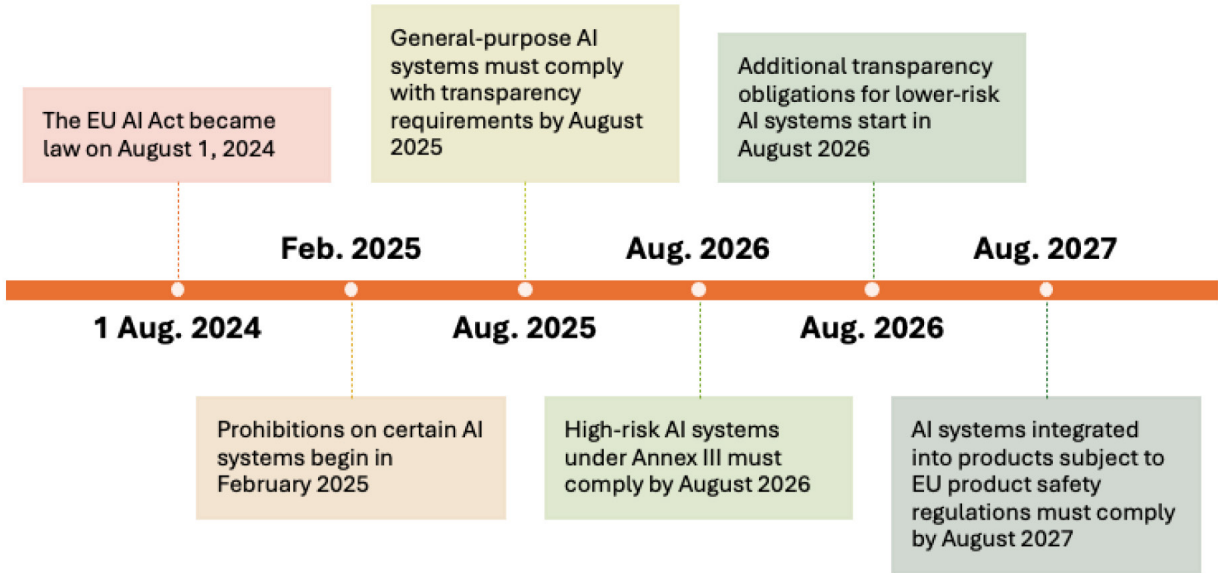 The EU AI Act became
law on August 1, 2024
General-purpose AI
systems must comply
with transparency
requirements by August
2025
Additional transparency
obligations for lower-risk
AI systems start in
August 2026
Feb. 2025
Aug. 2026
Aug. 2027
1 Aug. 2024
Aug. 2025
Aug. 2026
Prohibitions on certain AI
systems begin in
February 2025
High-risk AI systems
under Annex III must
comply by August 2026
AI systems integrated
into products subject to
EU product safety
regulations must comply
by August 2027